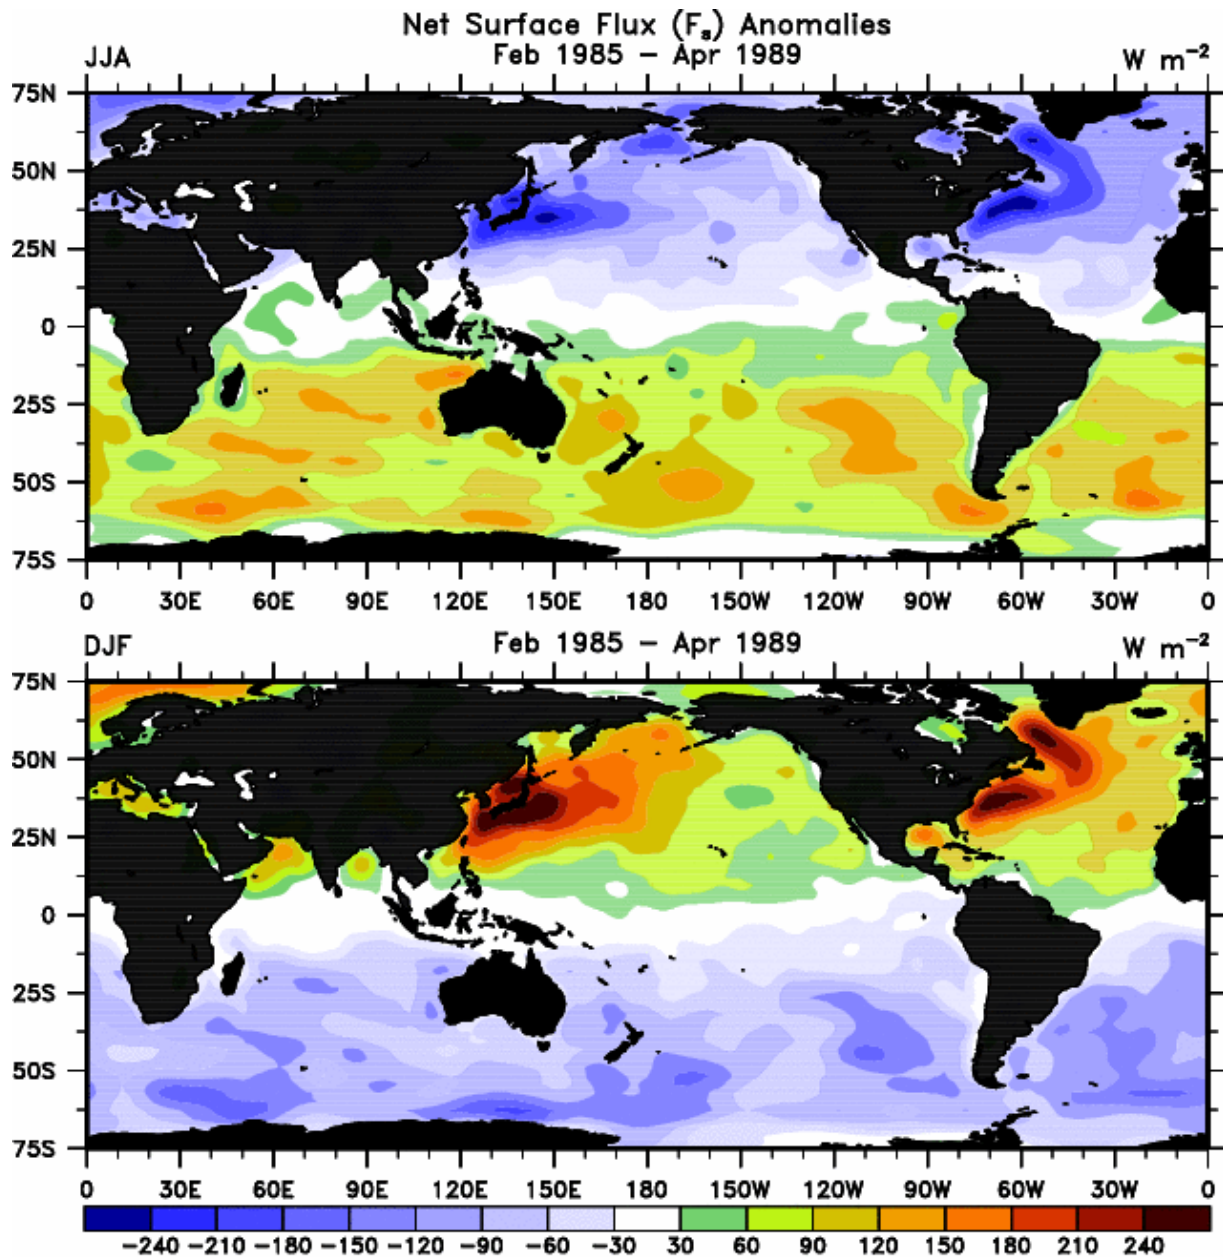 Net Surface Flux (Fs) Anomalies
JJA Feb 1985 – Apr 1989 W m−2
75N
50N
25N
0
25S
50S
75S
0 30E 60E 90E 120E 150E 180 150W 120W 90W 60W 30W 0
DJF Feb 1985 – Apr 1989 W m−2
75N
50N
25N
0
25S
50S
75S
0 30E 60E 90E 120E 150E 180 150W 120W 90W 60W 30W 0
−240 −210 −180 −150 −120 −90 −60 −30 30 60 90 120 150 180 210 240